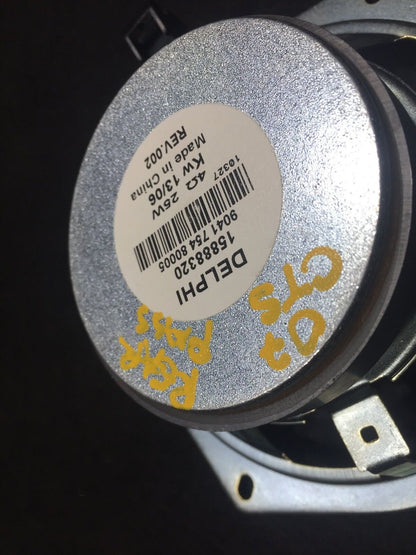 DELPHI
15888320
9041 754 80005
10327
4Ω 25W
KW 13/06
Made in China
REV.002
07
CTS
REAR
PASS